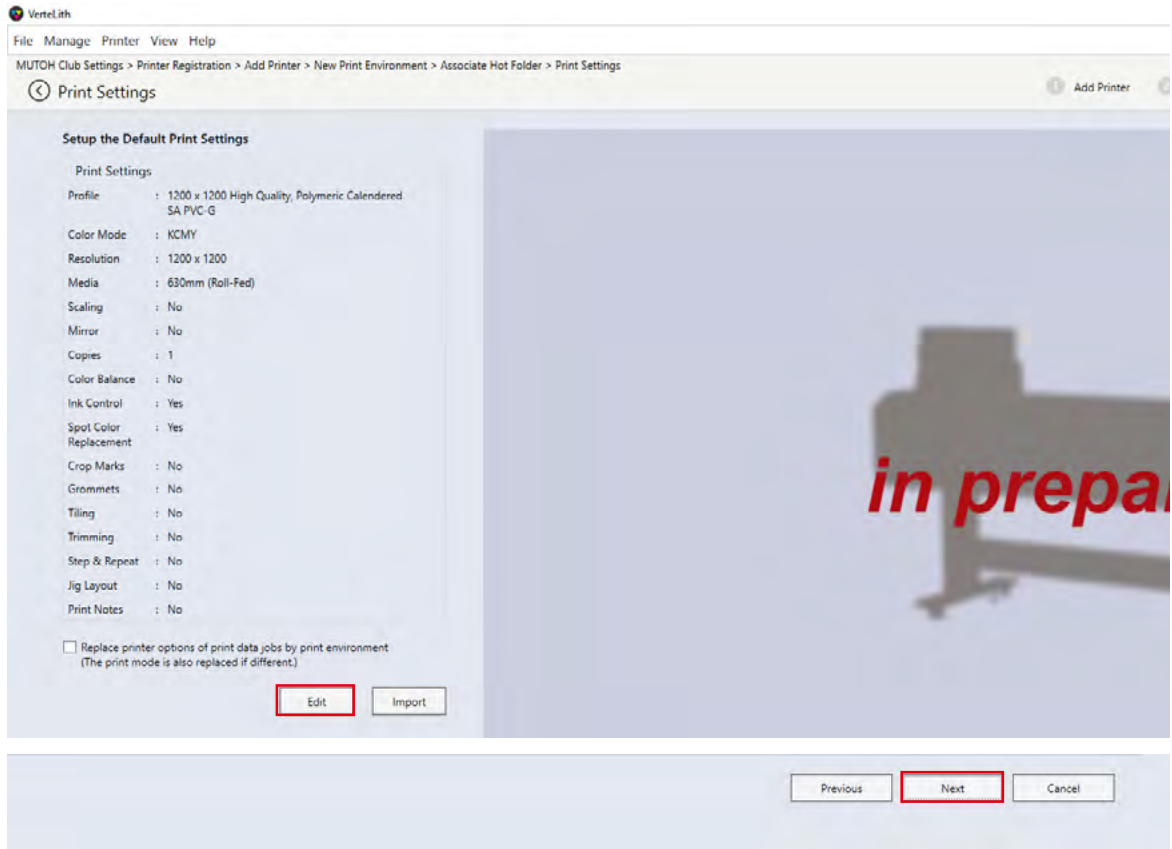 VerteLith
File Manage Printer View Help
MUTOH Club Settings > Printer Registration > Add Printer > New Print Environment > Associate Hot Folder > Print Settings
Print Settings
Add Printer
Setup the Default Print Settings
Print Settings
Profile : 1200 x 1200 High Quality, Polymeric Calendered
SA PVC-G
Color Mode : KCMY
Resolution : 1200 x 1200
Media : 630mm (Roll-Fed)
Scaling : No
Mirror : No
Copies : 1
Color Balance : No
Ink Control : Yes
Spot Color : Yes
Replacement
Crop Marks : No
Grommets : No
Tiling : No
Trimming : No
Step & Repeat : No
Jig Layout : No
Print Notes : No
in prepar
Replace printer options of print data jobs by print environment
(The print mode is also replaced if different.)
Edit Import
Previous Next Cancel